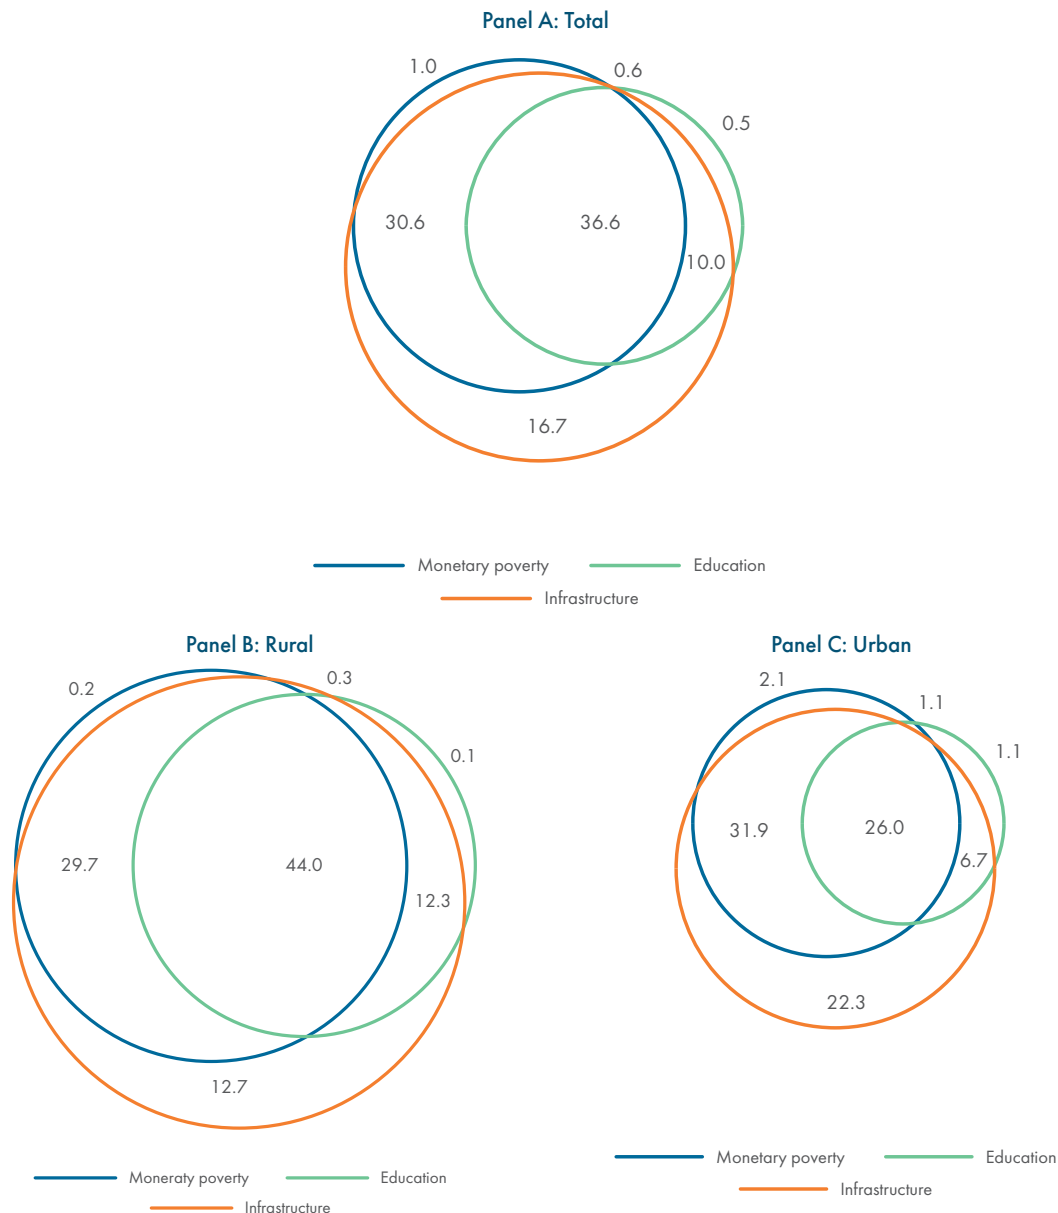 Panel A: Total
1.0
0.6
0.5
30.6
36.6
10.0
16.7
Monetary poverty
Education
Infrastructure
Panel B: Rural
0.2
0.3
0.1
29.7
44.0
12.3
12.7
Moneraty poverty
Education
Infrastructure
Panel C: Urban
2.1
1.1
1.1
31.9
26.0
6.7
22.3
Monetary poverty
Education
Infrastructure